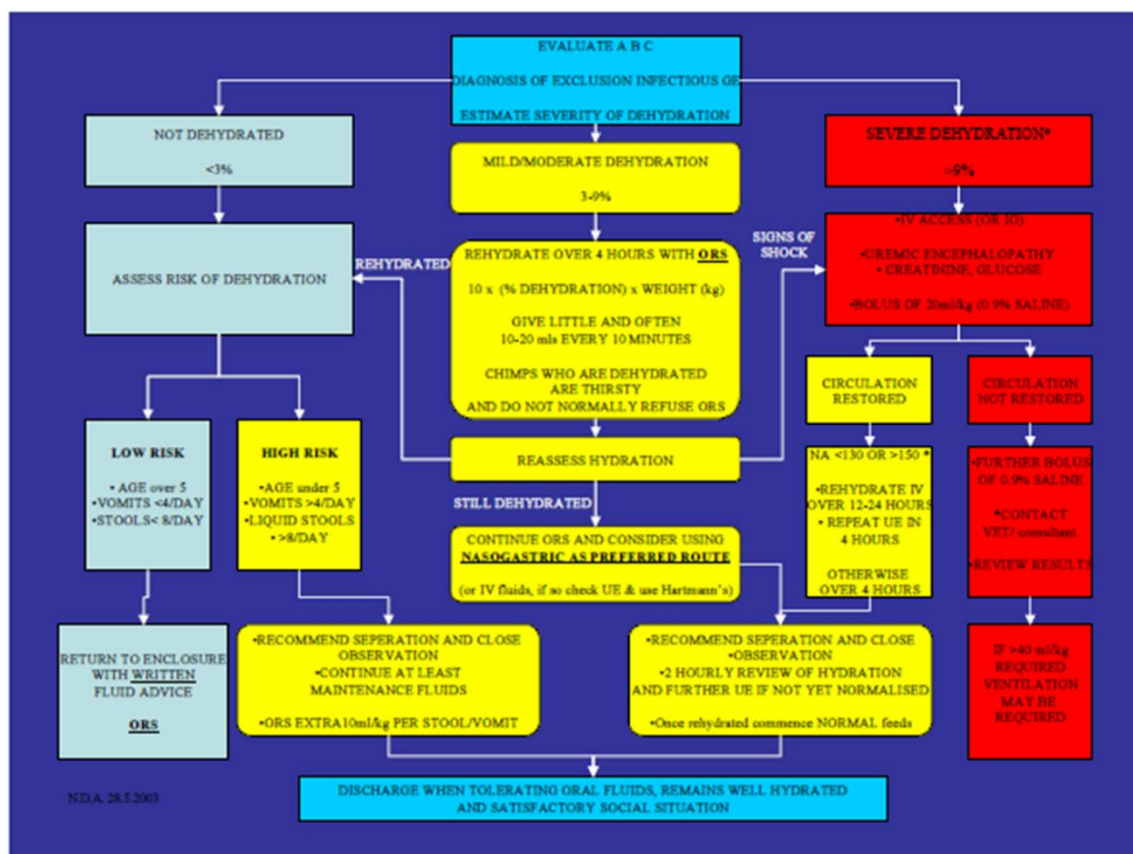 EVALUATE A B C
DIAGNOSIS OF EXCLUSION INFECTIOUS GE
ESTIMATE SEVERITY OF DEHYDRATION
NOT DEHYDRATED
<3%
MILD/MODERATE DEHYDRATION
3-9%
SEVERE DEHYDRATION*
>9%
ASSESS RISK OF DEHYDRATION
REHYDRATED
REHYDRATE OVER 4 HOURS WITH ORS
10 x (% DEHYDRATION) x WEIGHT (kg)
GIVE LITTLE AND OFTEN
10-20 mls EVERY 10 MINUTES
CHIMPS WHO ARE DEHYDRATED
ARE THIRSTY
AND DO NOT NORMALLY REFUSE ORS
SIGNS OF
SHOCK
•IV ACCESS (OR IO)
•UREMIC ENCEPHALOPATHY
• CREATININE, GLUCOSE
•BOLUS OF 20ml/kg (0.9% SALINE)
CIRCULATION
RESTORED
CIRCULATION
NOT RESTORED
LOW RISK
• AGE over 5
•VOMITS <4/DAY
•STOOLS< 8/DAY
HIGH RISK
• AGE under 5
•VOMITS >4/DAY
•LIQUID STOOLS
• >8/DAY
REASSESS HYDRATION
STILL DEHYDRATED
CONTINUE ORS AND CONSIDER USING
NASOGASTRIC AS PREFERRED ROUTE
(or IV fluids, if so check UE & use Hartmann's)
NA <130 OR >150 *
•REHYDRATE IV
OVER 12-24 HOURS
• REPEAT UE IN
4 HOURS
OTHERWISE
OVER 4 HOURS
•FURTHER BOLUS
OF 0.9% SALINE
*CONTACT
VET/ consultant
•REVIEW RESULTS
RETURN TO ENCLOSURE
WITH WRITTEN
FLUID ADVICE
ORS
•RECOMMEND SEPERATION AND CLOSE
OBSERVATION
•CONTINUE AT LEAST
MAINTENANCE FLUIDS
•ORS EXTRA10ml/kg PER STOOL/VOMIT
•RECOMMEND SEPERATION AND CLOSE
•OBSERVATION
•2 HOURLY REVIEW OF HYDRATION
AND FURTHER UE IF NOT YET NORMALISED
•Once rehydrated commence NORMAL feeds
IF >40 ml/kg
REQUIRED
VENTILATION
MAY BE
REQUIRED
N.D.A. 28.5.2003
DISCHARGE WHEN TOLERATING ORAL FLUIDS, REMAINS WELL HYDRATED
AND SATISFACTORY SOCIAL SITUATION